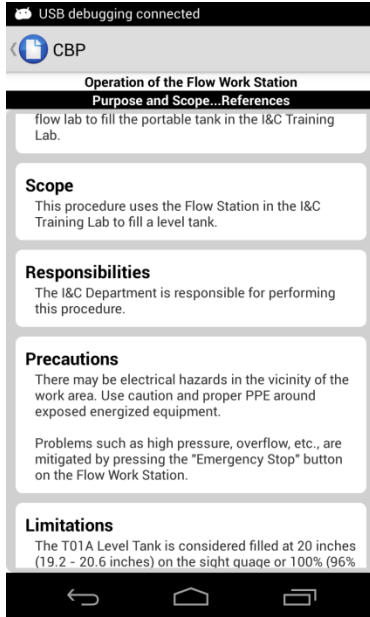 USB debugging connected
CBP
Operation of the Flow Work Station
Purpose and Scope...References
flow lab to fill the portable tank in the I&C Training
Lab.
Scope
This procedure uses the Flow Station in the I&C
Training Lab to fill a level tank.
Responsibilities
The I&C Department is responsible for performing
this procedure.
Precautions
There may be electrical hazards in the vicinity of the
work area. Use caution and proper PPE around
exposed energized equipment.
Problems such as high pressure, overflow, etc., are
mitigated by pressing the "Emergency Stop" button
on the Flow Work Station.
Limitations
The T01A Level Tank is considered filled at 20 inches
(19.2 - 20.6 inches) on the sight guage or 100% (96%